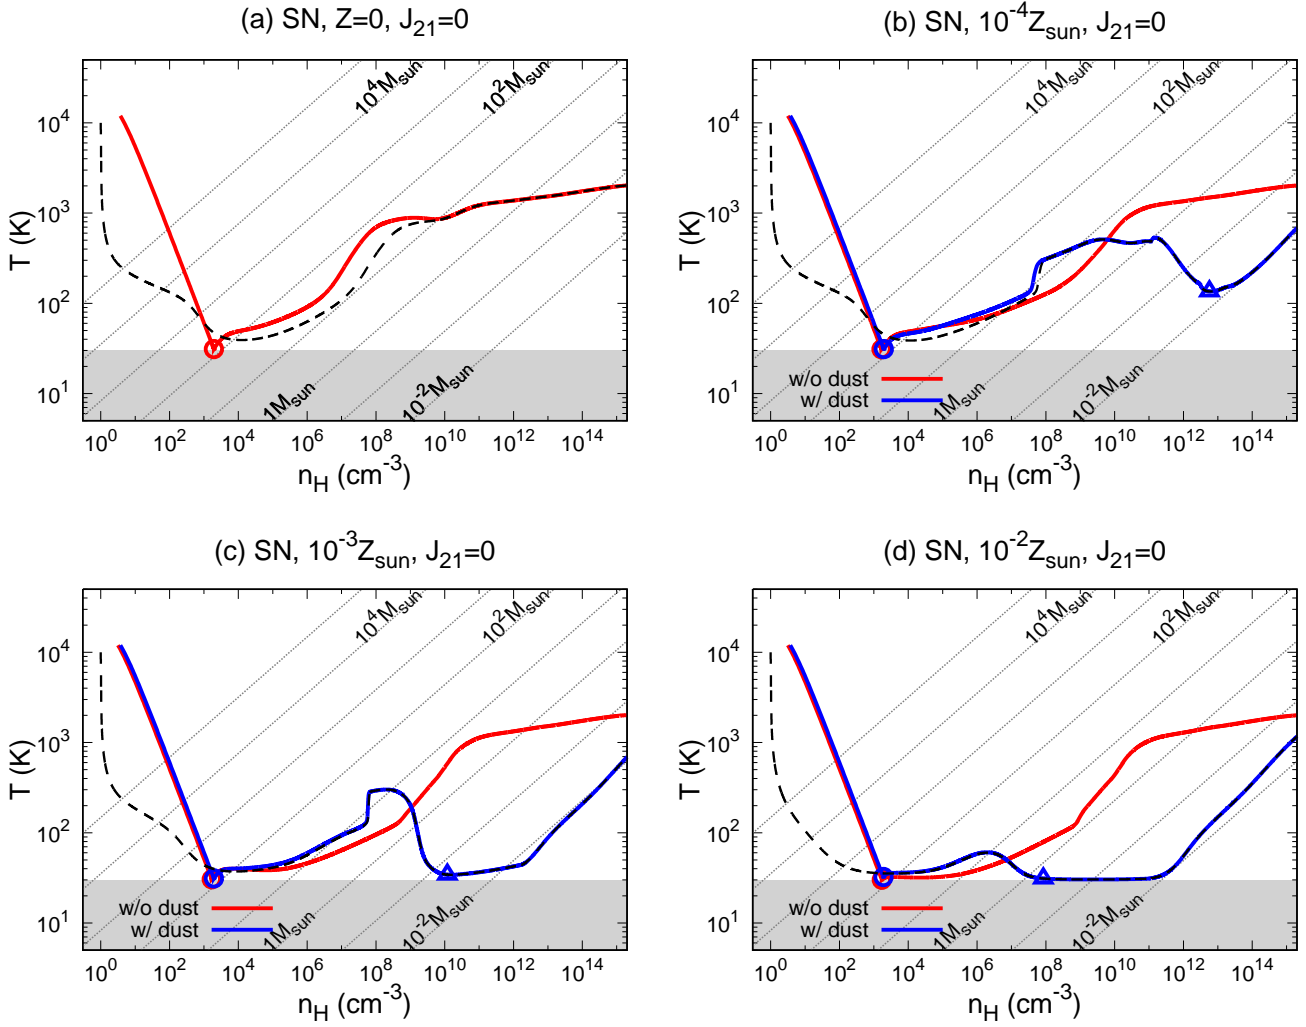 (a) SN, Z=0, J21=0
(b) SN, 10-4Zsun, J21=0
T (K)
10^4
10^3
10^2
10^1
10^4Msun
10^2Msun
1Msun
10^-2Msun
10^0 10^2 10^4 10^6 10^8 10^10 10^12 10^14
nH (cm^-3)
T (K)
10^4
10^3
10^2
10^1
10^4Msun
10^2Msun
1Msun
10^-2Msun
w/o dust
w/ dust
10^0 10^2 10^4 10^6 10^8 10^10 10^12 10^14
nH (cm^-3)
(c) SN, 10^-3Zsun, J21=0
(d) SN, 10^-2Zsun, J21=0
T (K)
10^4
10^3
10^2
10^1
10^4Msun
10^2Msun
1Msun
10^-2Msun
w/o dust
w/ dust
10^0 10^2 10^4 10^6 10^8 10^10 10^12 10^14
nH (cm^-3)
T (K)
10^4
10^3
10^2
10^1
10^4Msun
10^2Msun
1Msun
10^-2Msun
w/o dust
w/ dust
10^0 10^2 10^4 10^6 10^8 10^10 10^12 10^14
nH (cm^-3)